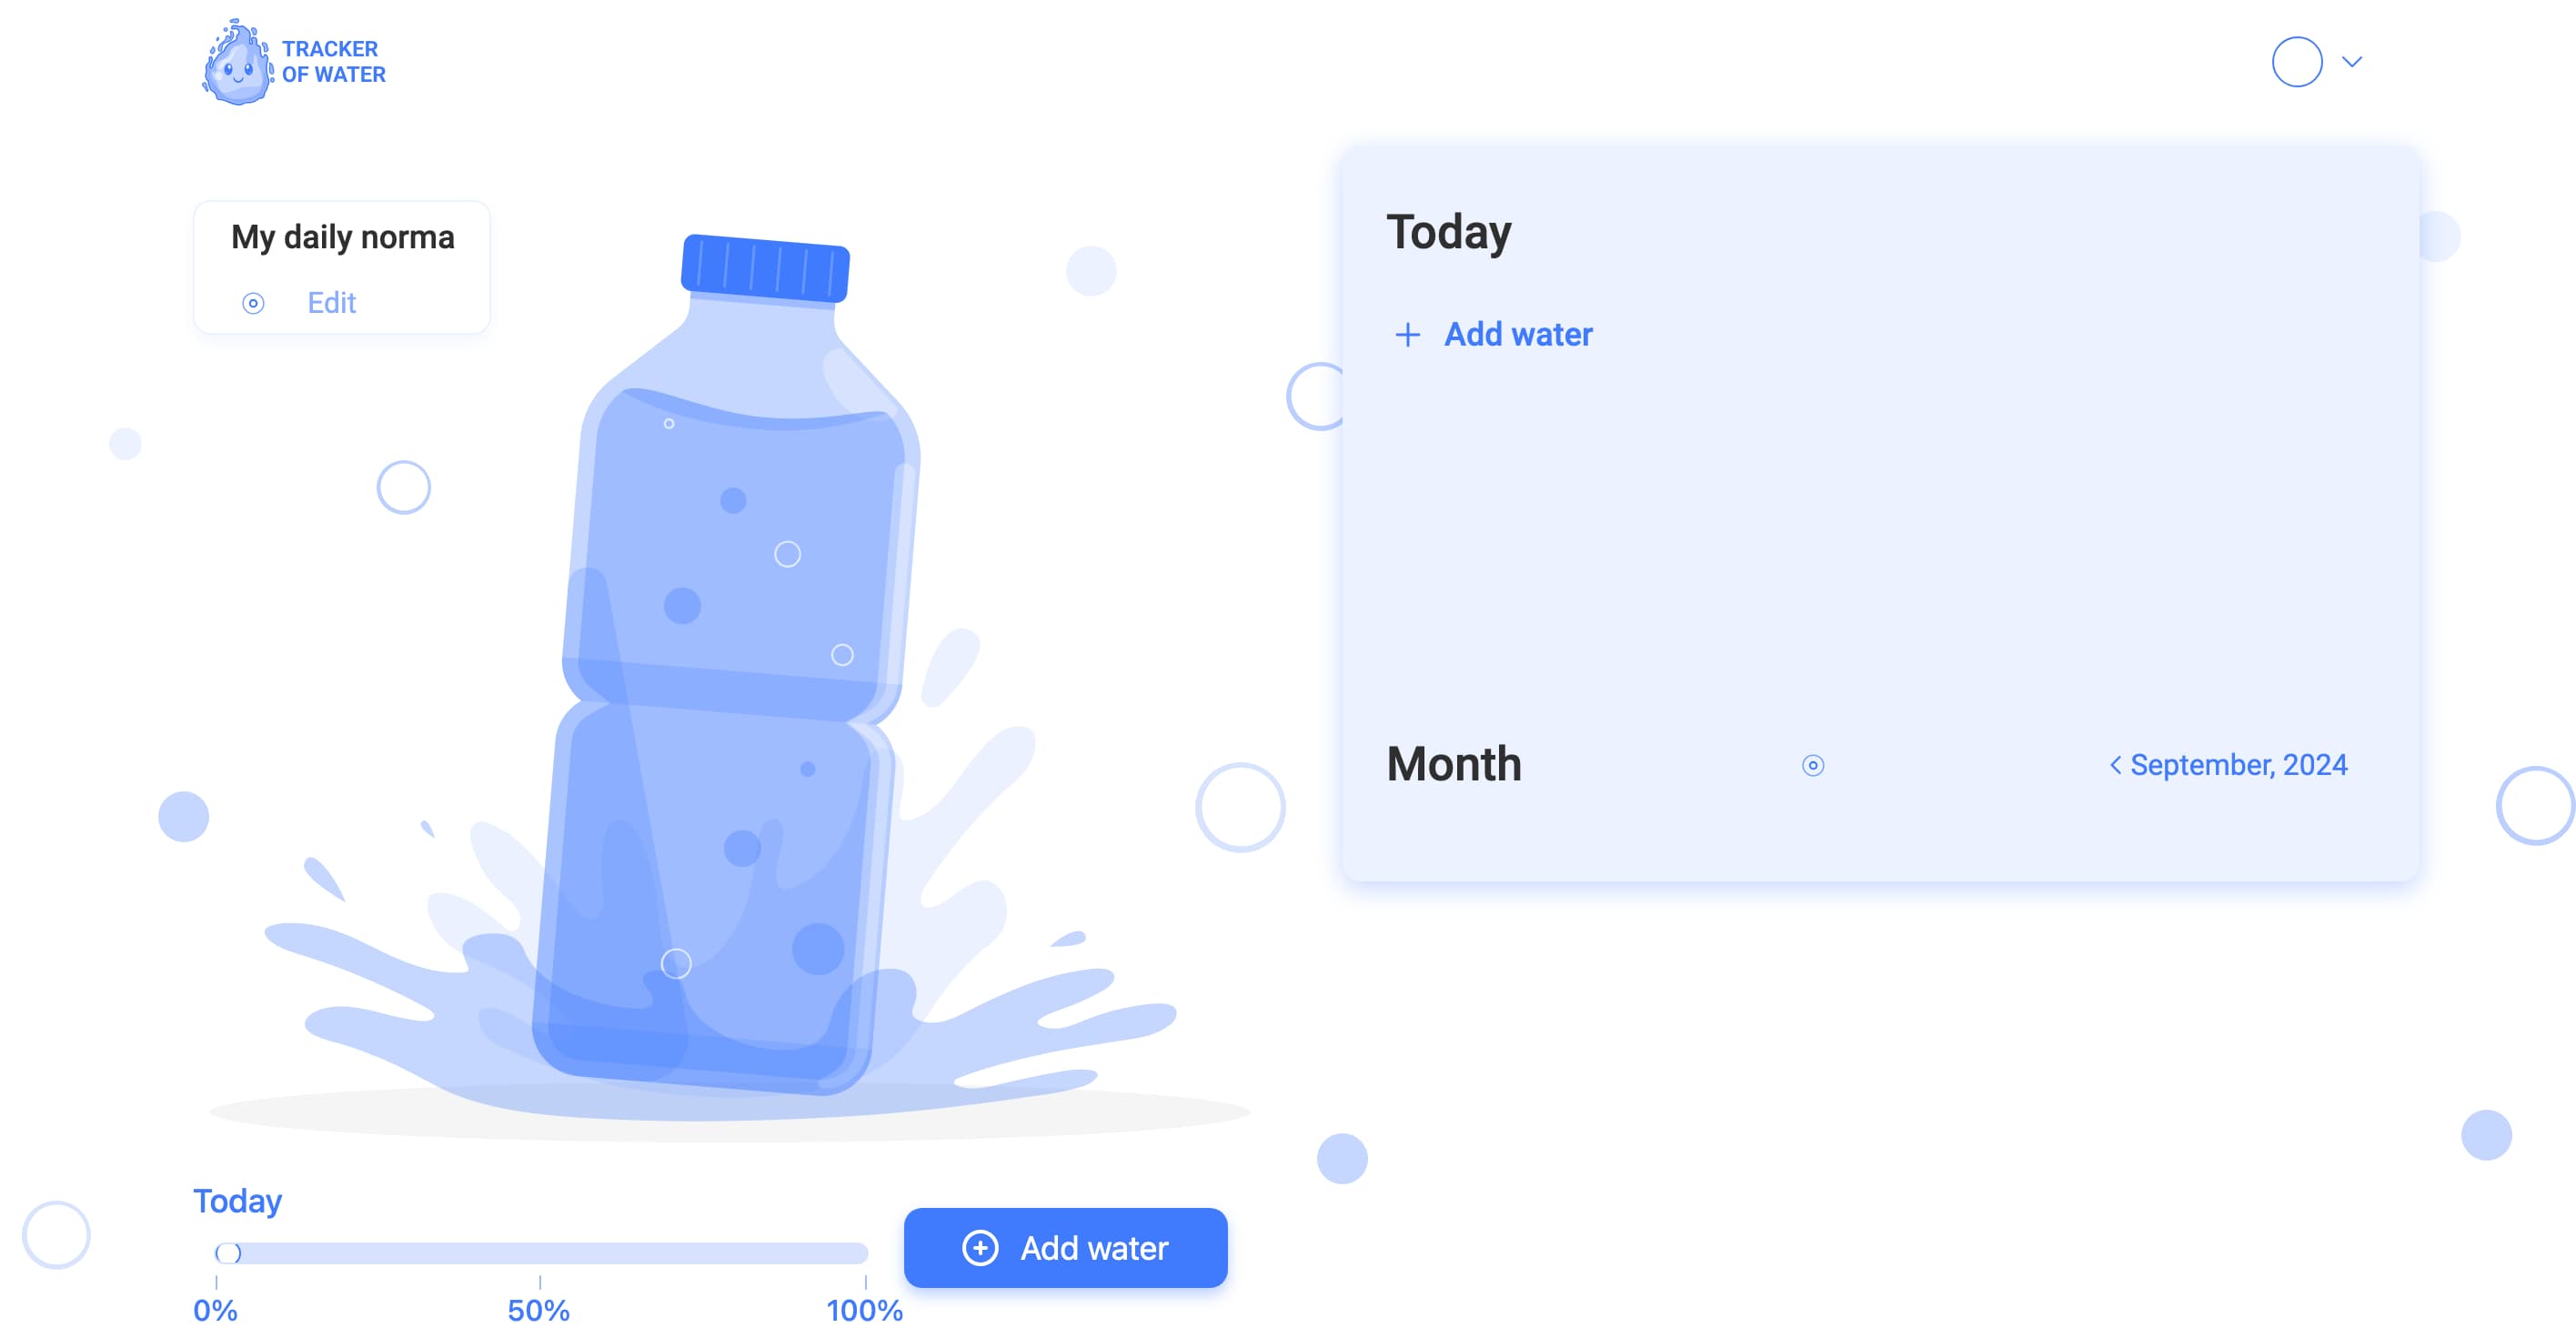 TRACKER
OF WATER
My daily norma
Edit
Today
Add water
Month
September, 2024
Today
Add water
0%
50%
100%